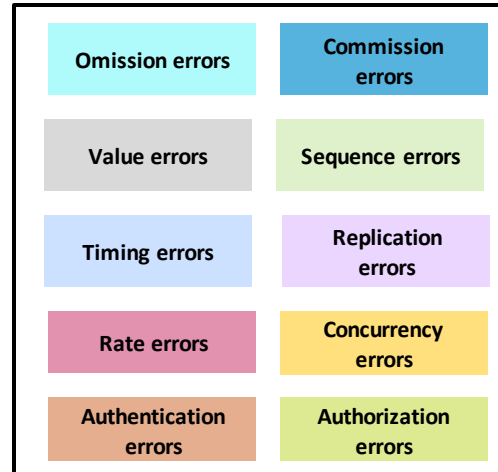 Omission errors
Commission
errors
Value errors
Sequence errors
Timing errors
Replication
errors
Rate errors
Concurrency
errors
Authentication
errors
Authorization
errors